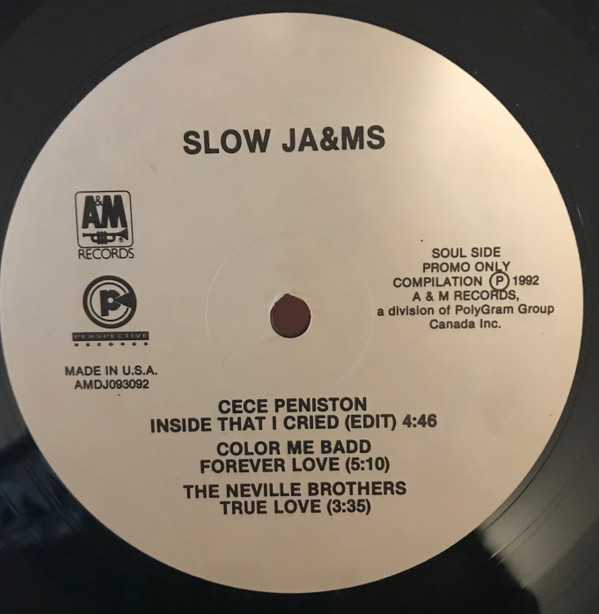 SLOW JA&MS
A&M
RECORDS
PERSPECTIVE
RECORDS
MADE IN U.S.A.
AMDJ093092
SOUL SIDE
PROMO ONLY
COMPILATION Ⓟ 1992
A & M RECORDS,
a division of PolyGram Group
Canada Inc.
CECE PENISTON
INSIDE THAT I CRIED (EDIT) 4:46
COLOR ME BADD
FOREVER LOVE (5:10)
THE NEVILLE BROTHERS
TRUE LOVE (3:35)